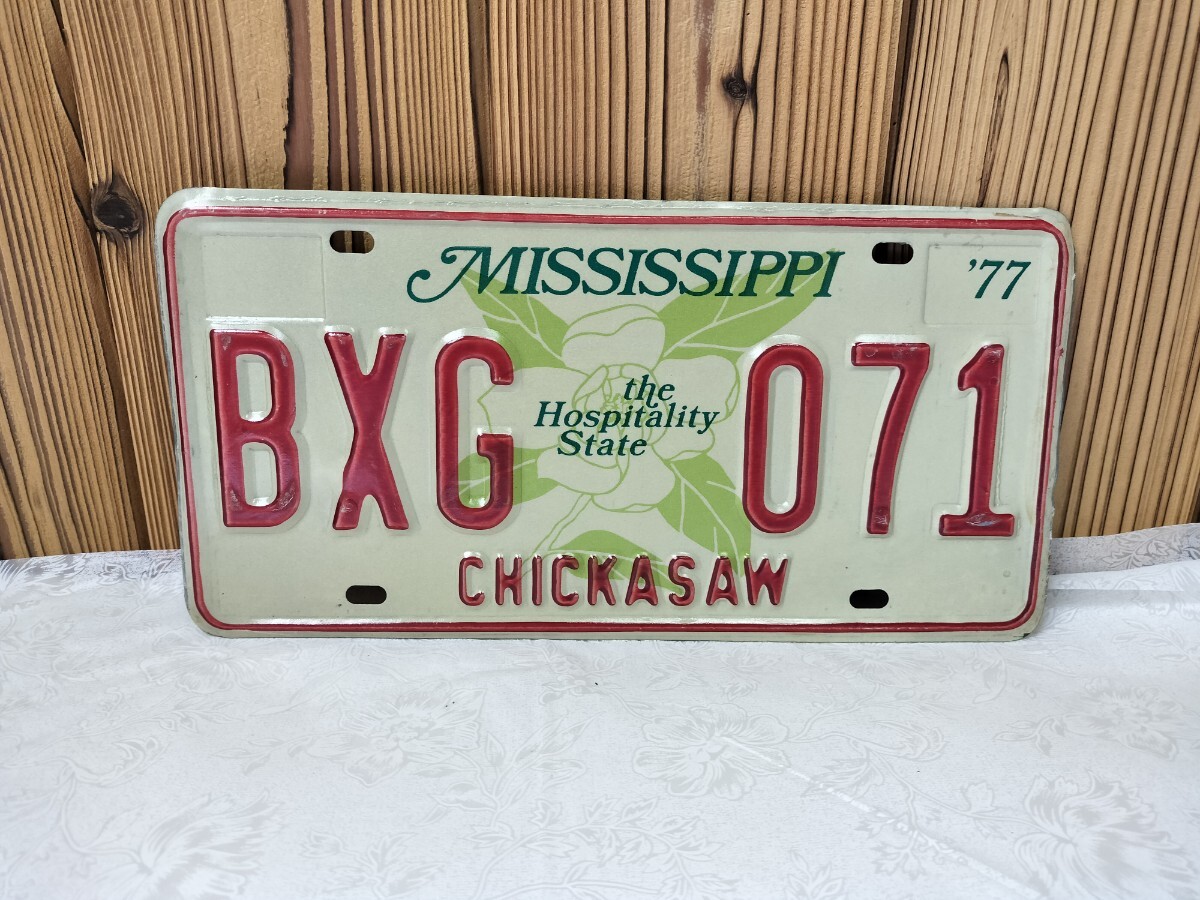 MISSISSIPPI '77
BXG 071
the
Hospitality
State
CHICKASAW